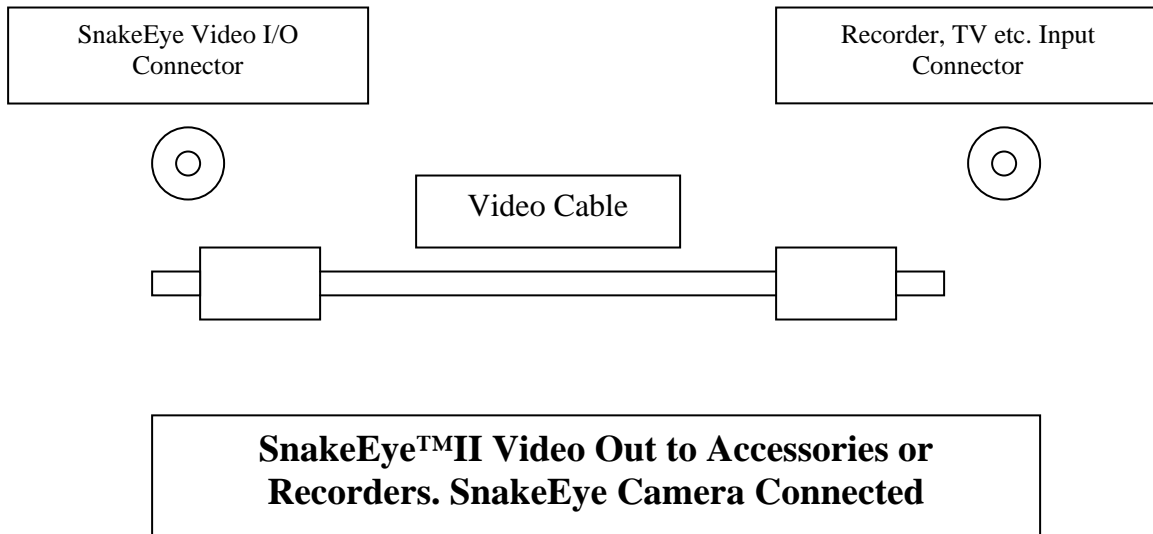 SnakeEye Video I/O
Connector
Recorder, TV etc. Input
Connector
Video Cable
SnakeEye™II Video Out to Accessories or
Recorders. SnakeEye Camera Connected